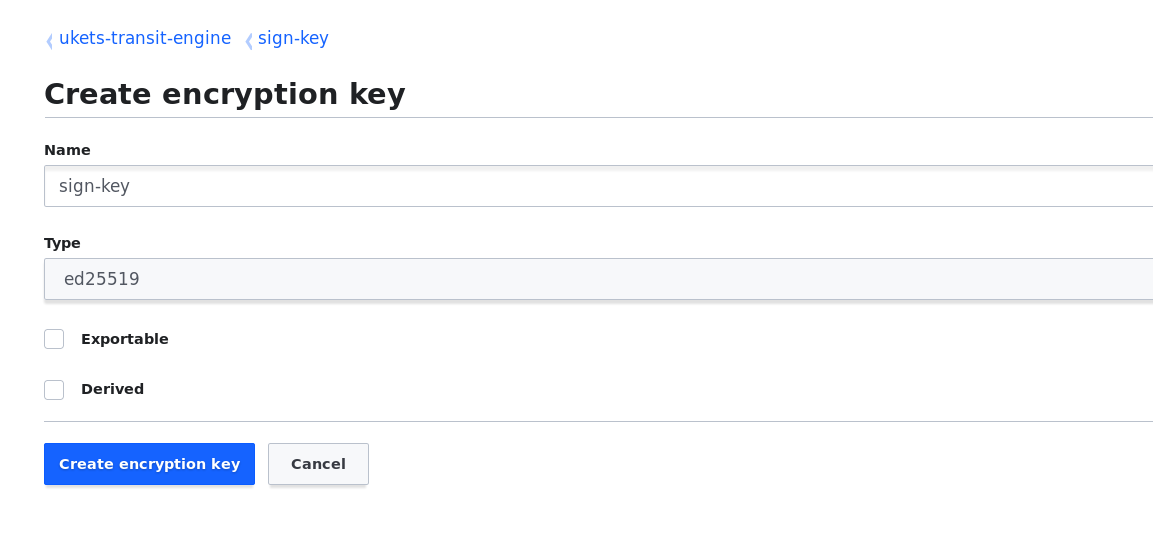 ukets-transit-engine sign-key
Create encryption key
Name
sign-key
Type
ed25519
Exportable
Derived
Create encryption key Cancel